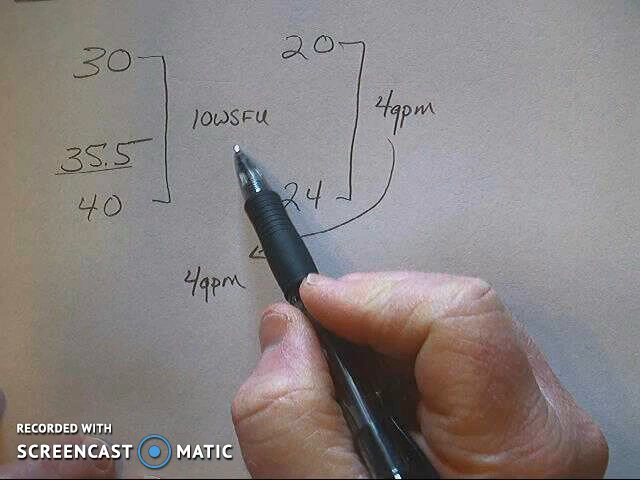 30
20
10WSFU
4gpm
35.5
40
24
4gpm
RECORDED WITH
SCREENCAST MATIC